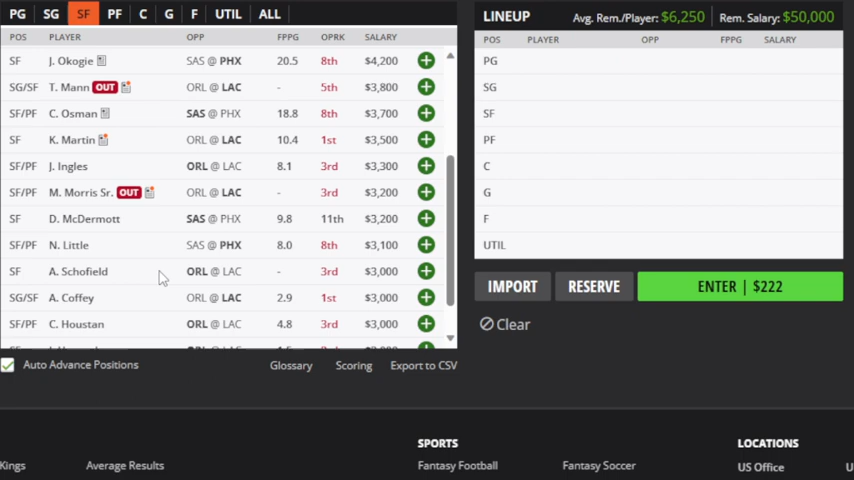 PG SG SF PF C G F UTIL ALL
POS PLAYER OPP FPPG OPRK SALARY
SF J. Okogie SAS @ PHX 20.5 8th $4,200
SG/SF T. Mann OUT ORL @ LAC - 5th $3,800
SF/PF C. Osman SAS @ PHX 18.8 8th $3,700
SF K. Martin ORL @ LAC 10.4 1st $3,500
SF/PF J. Ingles ORL @ LAC 8.1 3rd $3,300
SF/PF M. Morris Sr. OUT ORL @ LAC - 3rd $3,200
SF D. McDermott SAS @ PHX 9.8 11th $3,200
SF/PF N. Little SAS @ PHX 8.0 8th $3,100
SF A. Schofield ORL @ LAC - 3rd $3,000
SG/SF A. Coffey ORL @ LAC 2.9 1st $3,000
SF/PF C. Houstan ORL @ LAC 4.8 3rd $3,000
Auto Advance Positions Glossary Scoring Export to CSV
LINEUP Avg. Rem./Player: $6,250 Rem. Salary: $50,000
POS PLAYER OPP FPPG SALARY
PG
SG
SF
PF
C
G
F
UTIL
IMPORT RESERVE ENTER | $222
Clear
SPORTS LOCATIONS
Kings Average Results Fantasy Football Fantasy Soccer US Office